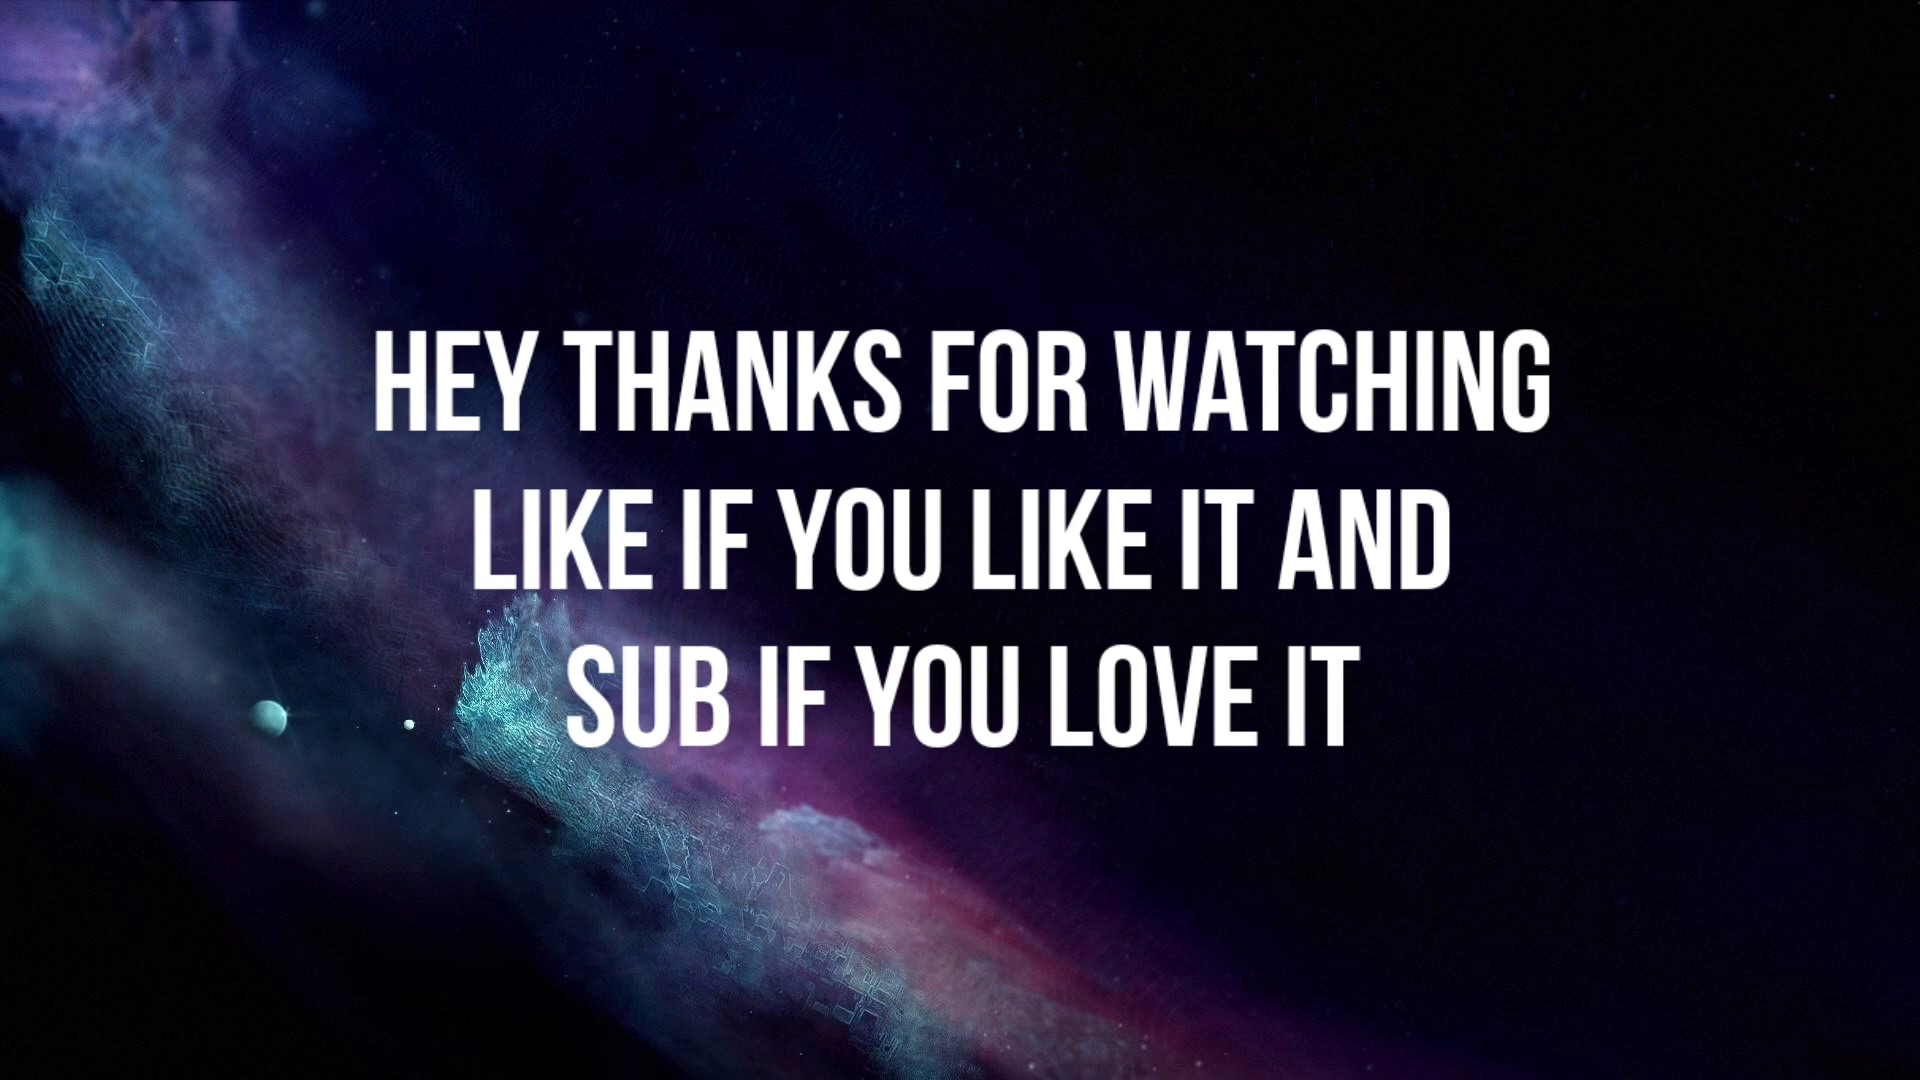 HEY THANKS FOR WATCHING
LIKE IF YOU LIKE IT AND
SUB IF YOU LOVE IT